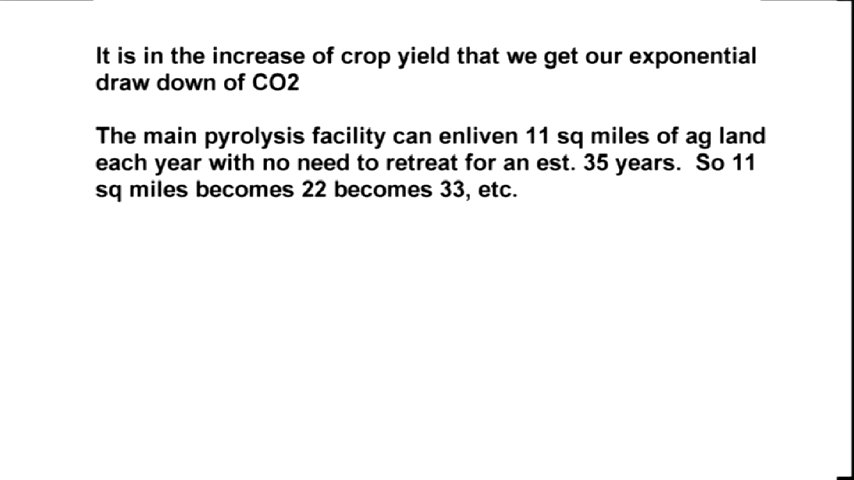 It is in the increase of crop yield that we get our exponential
draw down of CO2
The main pyrolysis facility can enliven 11 sq miles of ag land
each year with no need to retreat for an est. 35 years.  So 11
sq miles becomes 22 becomes 33, etc.